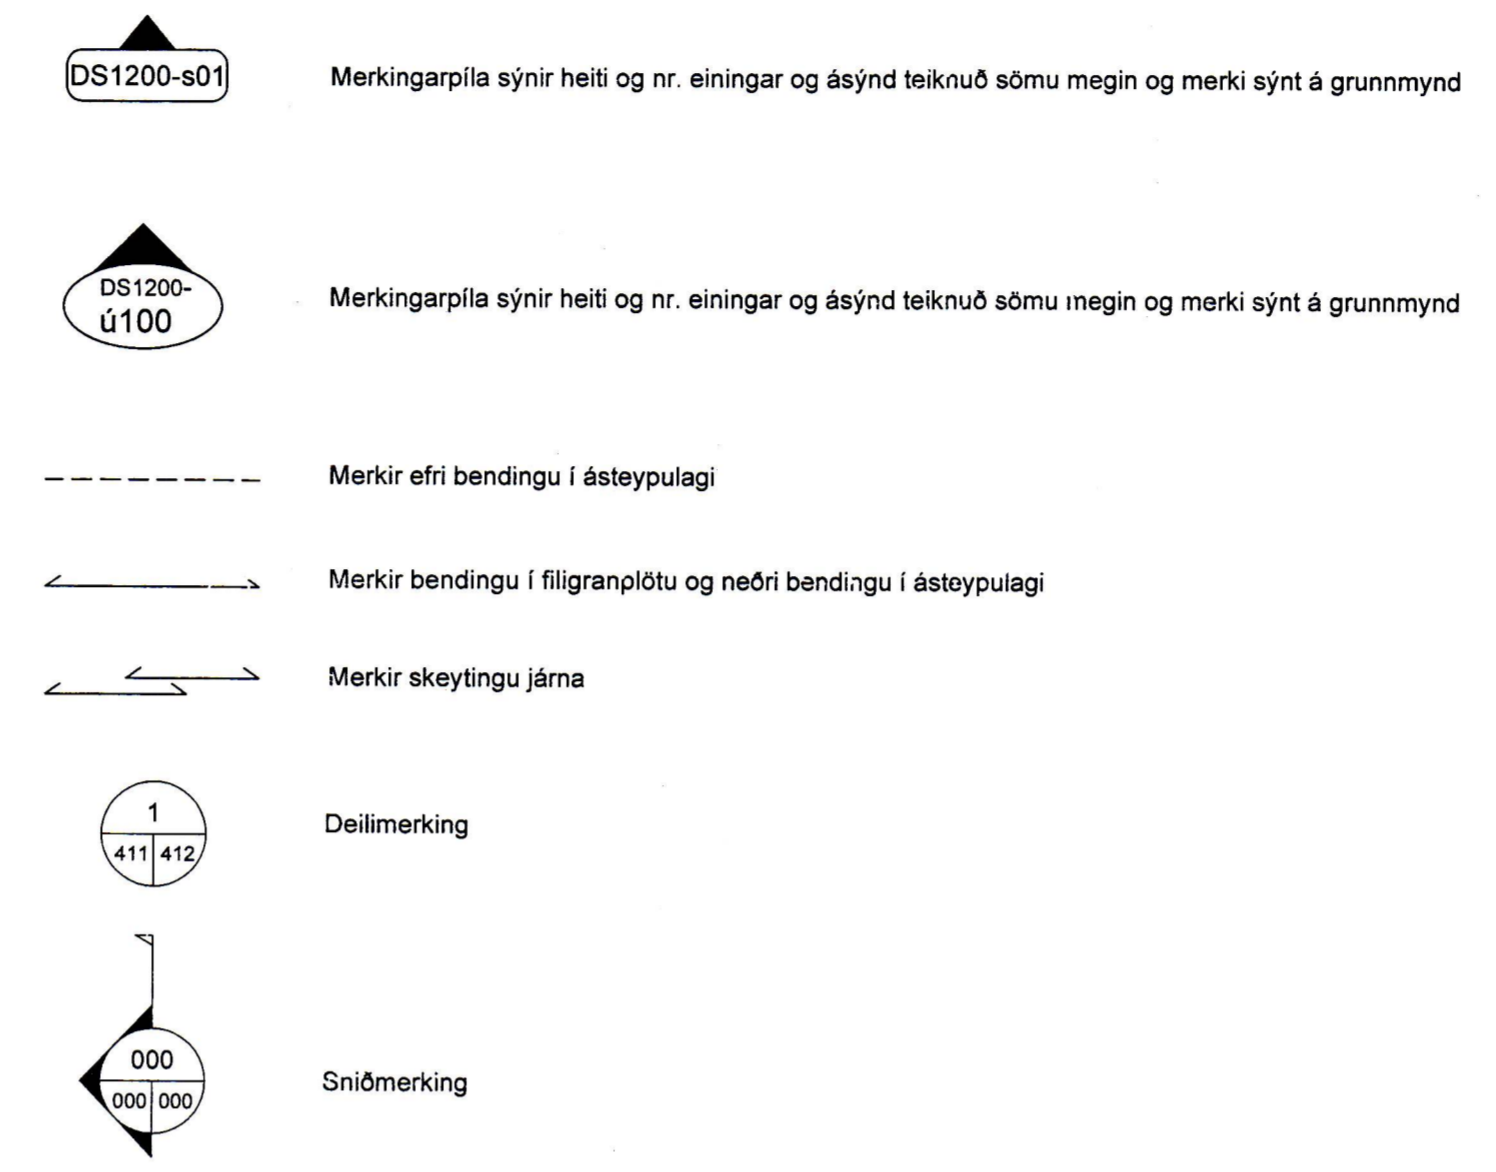 DS1200-s01
Merkingarpíla sýnir heiti og nr. einingar og ásýnd teiknuð sömu megin og merki sýnt á grunnmynd
DS1200-
ú100
Merkingarpíla sýnir heiti og nr. einingar og ásýnd teiknuð sömu megin og merki sýnt á grunnmynd
Merkir efri bendingu í ásteypulagi
Merkir bendingu í filigranplötu og neðri bendingu í ásteypulagi
Merkir skeytingu járna
1
411 412
Deilimerking
000
000 000
Sniðmerking